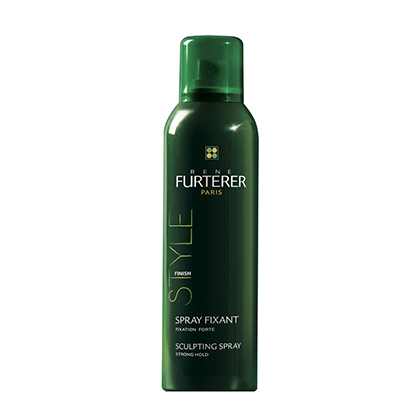 RENE
FURTERER
PARIS
STYLE
FINISH
SPRAY FIXANT
FIXATION FORTE
SCULPTING SPRAY
STRONG HOLD